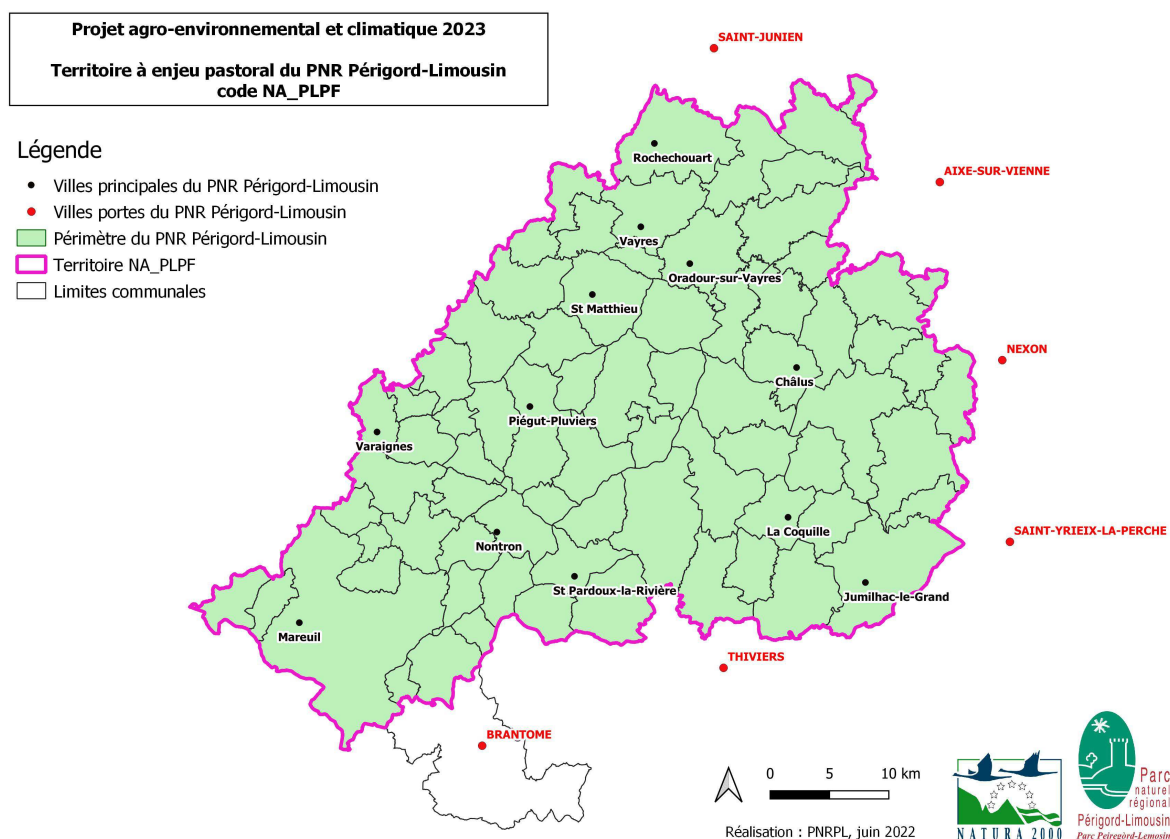 Projet agro-environnemental et climatique 2023
Territoire à enjeu pastoral du PNR Périgord-Limousin
code NA_PLPF
Légende
Villes principales du PNR Périgord-Limousin
Villes portes du PNR Périgord-Limousin
Périmètre du PNR Périgord-Limousin
Territoire NA_PLPF
Limites communales
SAINT-JUNIEN
Rochechouart
AIXE-SUR-VIENNE
Vayres
Oradour-sur-Vayres
St Matthieu
NEXON
Châlus
Piégut-Pluviers
Varaignes
La Coquille
Nontron
SAINT-YRIEIX-LA-PERCHE
St Pardoux-la-Rivière
Jumilhac-le-Grand
Mareuil
THIVIERS
BRANTOME
0 5 10 km
Réalisation : PNRPL, juin 2022
NATURA 2000
Parc
naturel
régional
Périgord-Limousin
Parc Peiregòrd-Lemosin